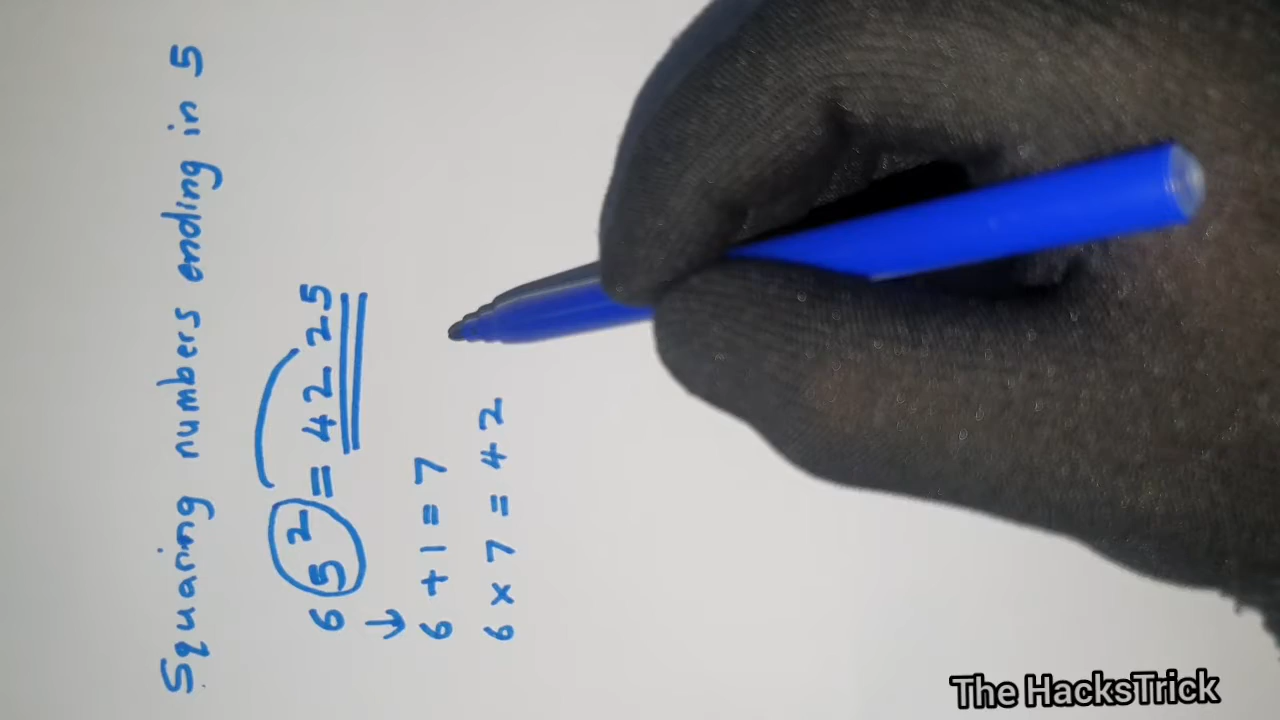 Squaring numbers ending in 5
65² = 4225
↓
6 + 1 = 7
6 × 7 = 42
The HacksTrick